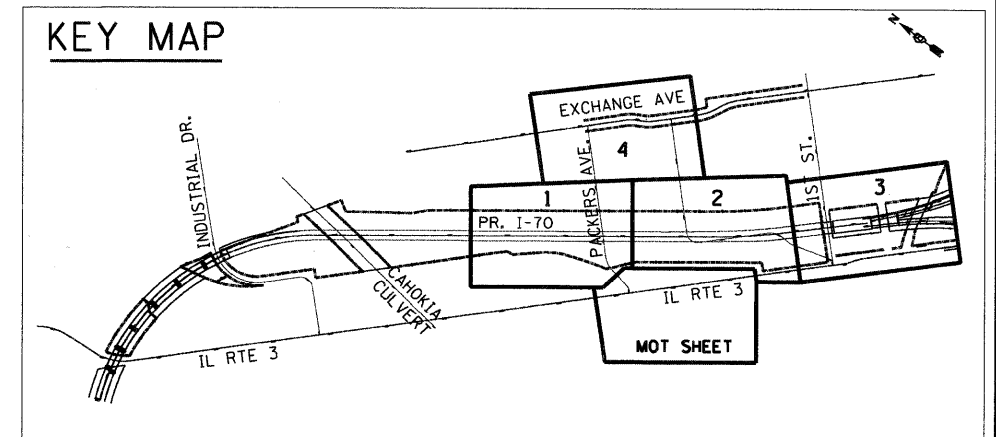 KEY MAP
N
EXCHANGE AVE
4
INDUSTRIAL DR.
PACKERS AVE.
1ST ST.
1
2
3
PR. I-70
CAHOKIA
CULVERT
IL RTE 3
IL RTE 3
MOT SHEET